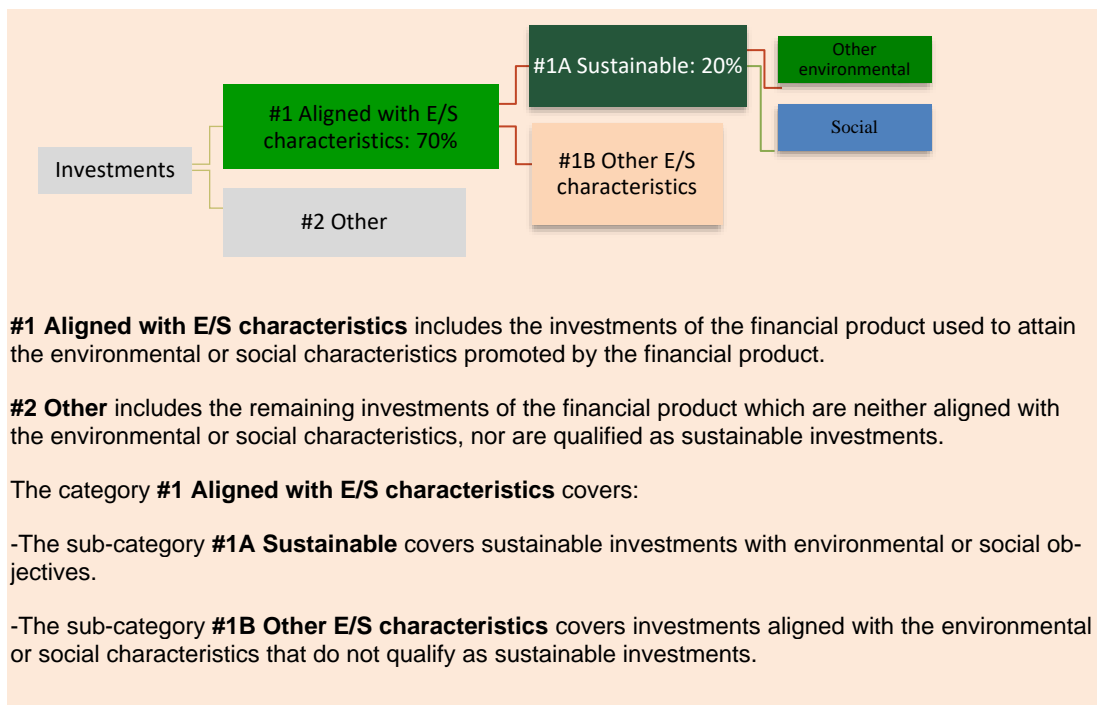 Investments
#1 Aligned with E/S
characteristics: 70%
#2 Other
#1A Sustainable: 20%
#1B Other E/S
characteristics
Other
environmental
Social
#1 Aligned with E/S characteristics includes the investments of the financial product used to attain
the environmental or social characteristics promoted by the financial product.
#2 Other includes the remaining investments of the financial product which are neither aligned with
the environmental or social characteristics, nor are qualified as sustainable investments.
The category #1 Aligned with E/S characteristics covers:
-The sub-category #1A Sustainable covers sustainable investments with environmental or social ob-
jectives.
-The sub-category #1B Other E/S characteristics covers investments aligned with the environmental
or social characteristics that do not qualify as sustainable investments.